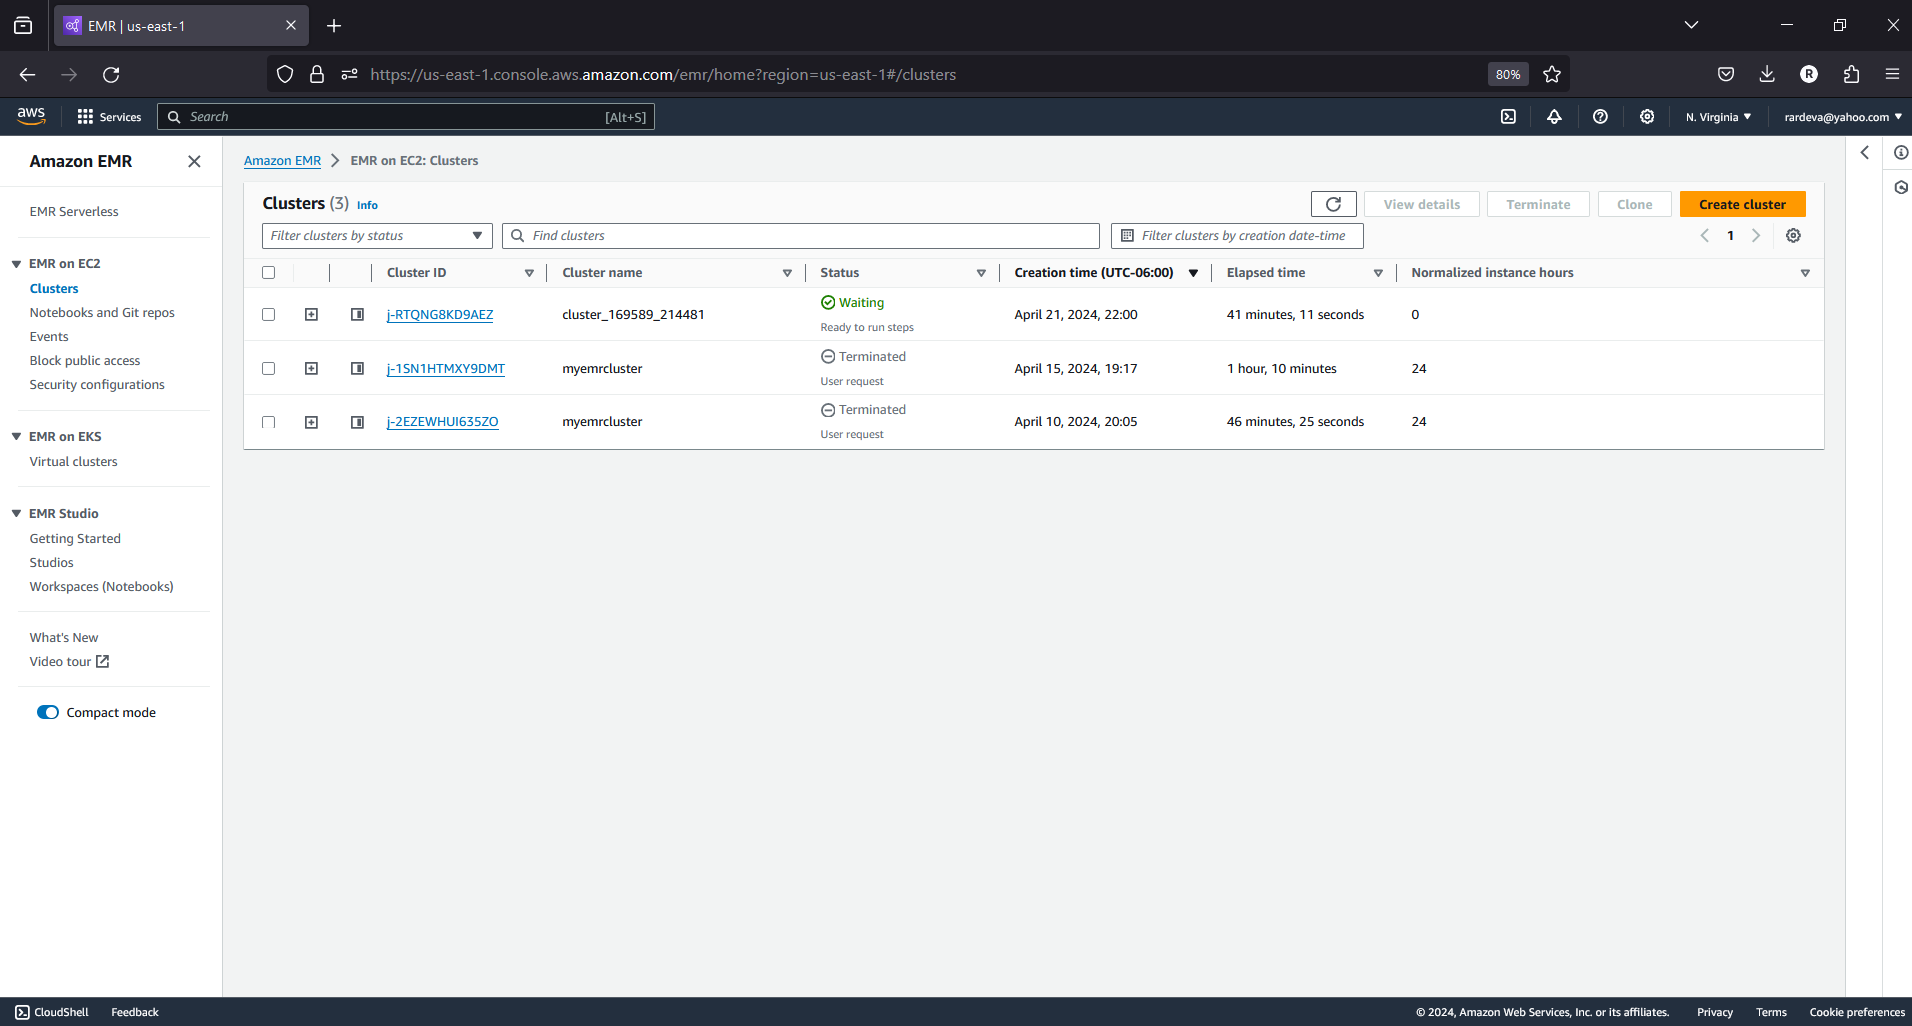 EMR | us-east-1
https://us-east-1.console.aws.amazon.com/emr/home?region=us-east-1#/clusters
80%
R
aws
Services
Search
[Alt+S]
N. Virginia
rardeva@yahoo.com
Amazon EMR
EMR Serverless
EMR on EC2
Clusters
Notebooks and Git repos
Events
Block public access
Security configurations
EMR on EKS
Virtual clusters
EMR Studio
Getting Started
Studios
Workspaces (Notebooks)
What's New
Video tour
Compact mode
Amazon EMR > EMR on EC2: Clusters
Clusters (3) Info
View details
Terminate
Clone
Create cluster
Filter clusters by status
Find clusters
Filter clusters by creation date-time
1
Cluster ID Cluster name Status Creation time (UTC-06:00) Elapsed time Normalized instance hours
j-RTQNG8KD9AEZ cluster_169589_214481 Waiting April 21, 2024, 22:00 41 minutes, 11 seconds 0
Ready to run steps
j-1SN1HTMXY9DMT myemrcluster Terminated April 15, 2024, 19:17 1 hour, 10 minutes 24
User request
j-2EZEWHUI635ZO myemrcluster Terminated April 10, 2024, 20:05 46 minutes, 25 seconds 24
User request
CloudShell Feedback © 2024, Amazon Web Services, Inc. or its affiliates. Privacy Terms Cookie preferences